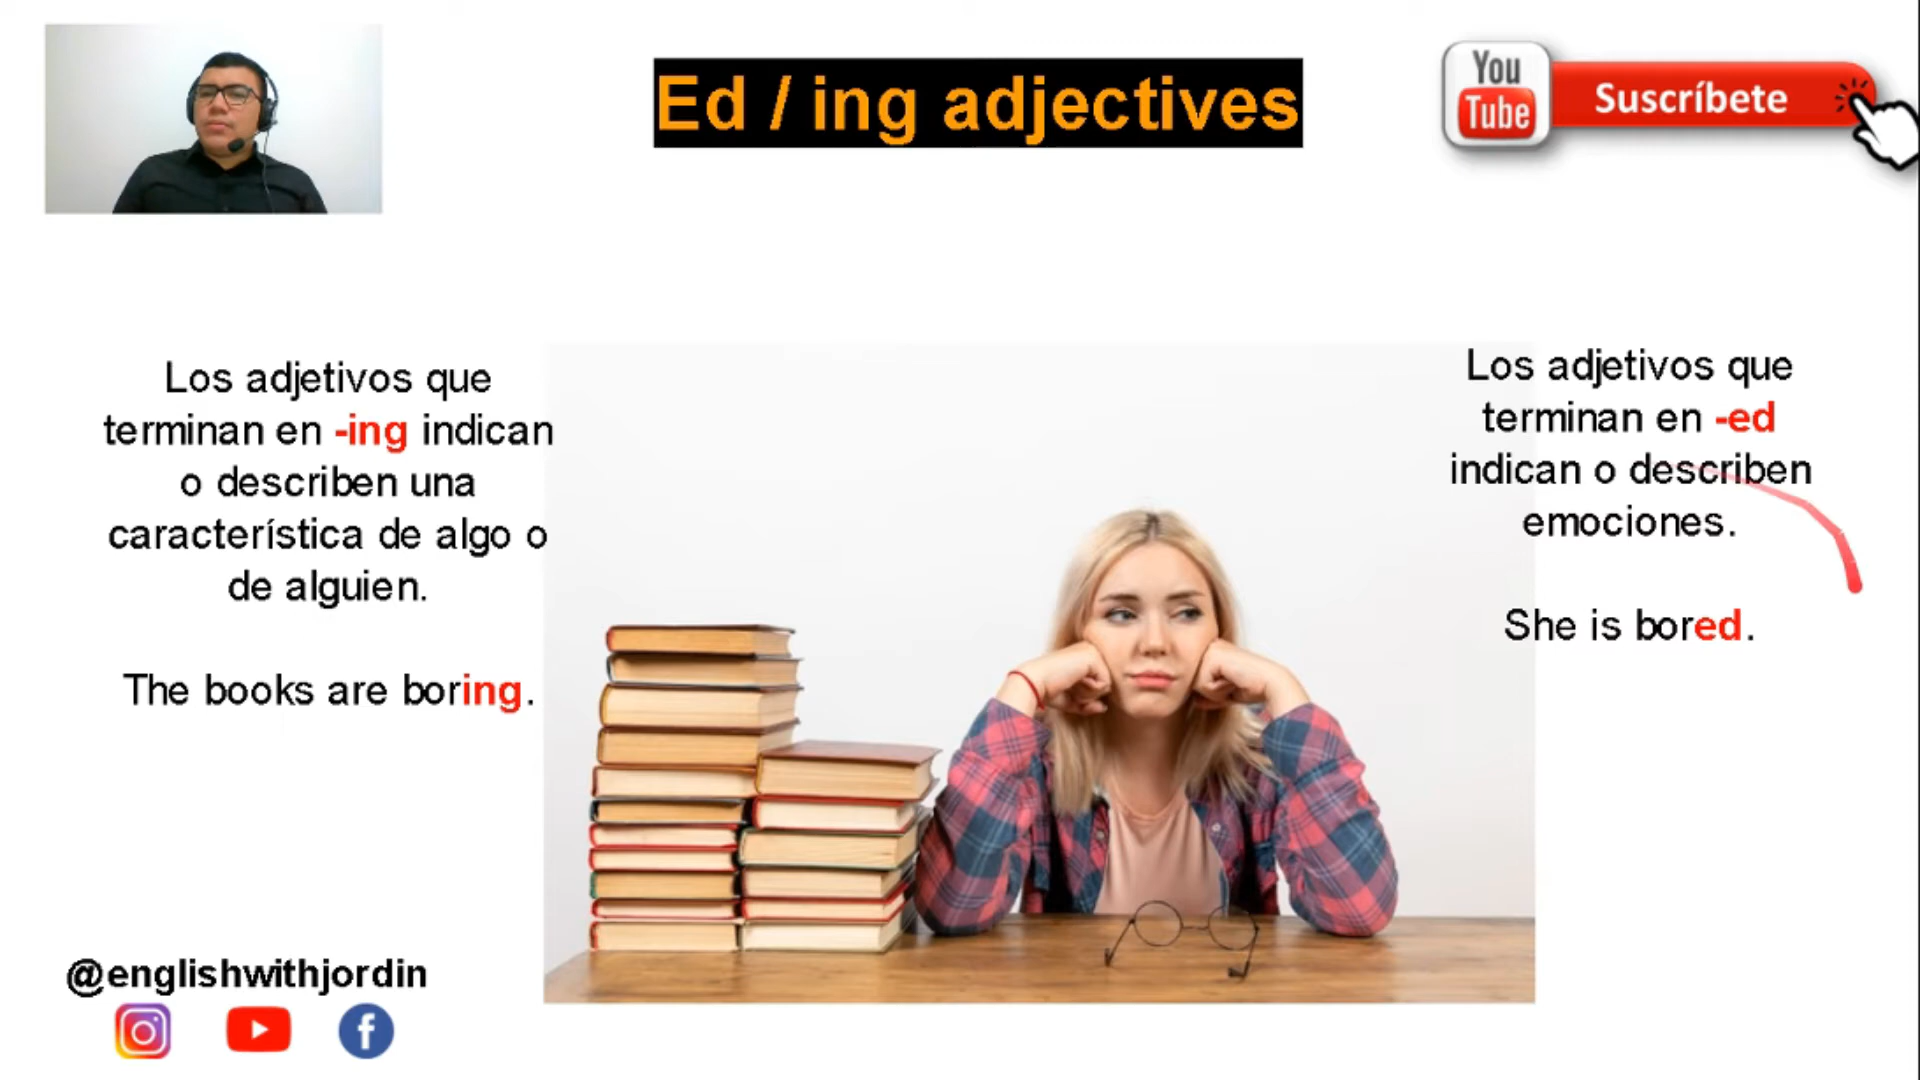 Ed / ing adjectives
You
Tube
Suscríbete
Los adjetivos que
terminan en -ing indican
o describen una
característica de algo o
de alguien.
The books are boring.
Los adjetivos que
terminan en -ed
indican o describen
emociones.
She is bored.
@englishwithjordin